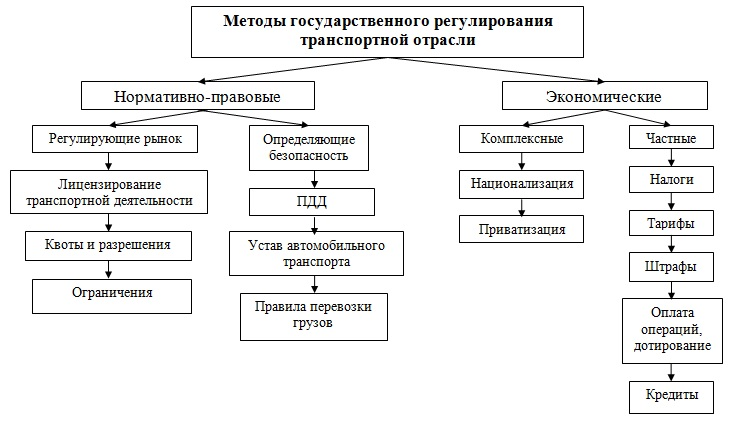 Методы государственного регулирования
транспортной отрасли
Нормативно-правовые
Экономические
Регулирующие рынок
Определяющие
безопасность
Комплексные
Частные
Лицензирование
транспортной деятельности
ПДД
Национализация
Налоги
Квоты и разрешения
Устав автомобильного
транспорта
Приватизация
Тарифы
Ограничения
Правила перевозки
грузов
Штрафы
Оплата
операций,
дотирование
Кредиты